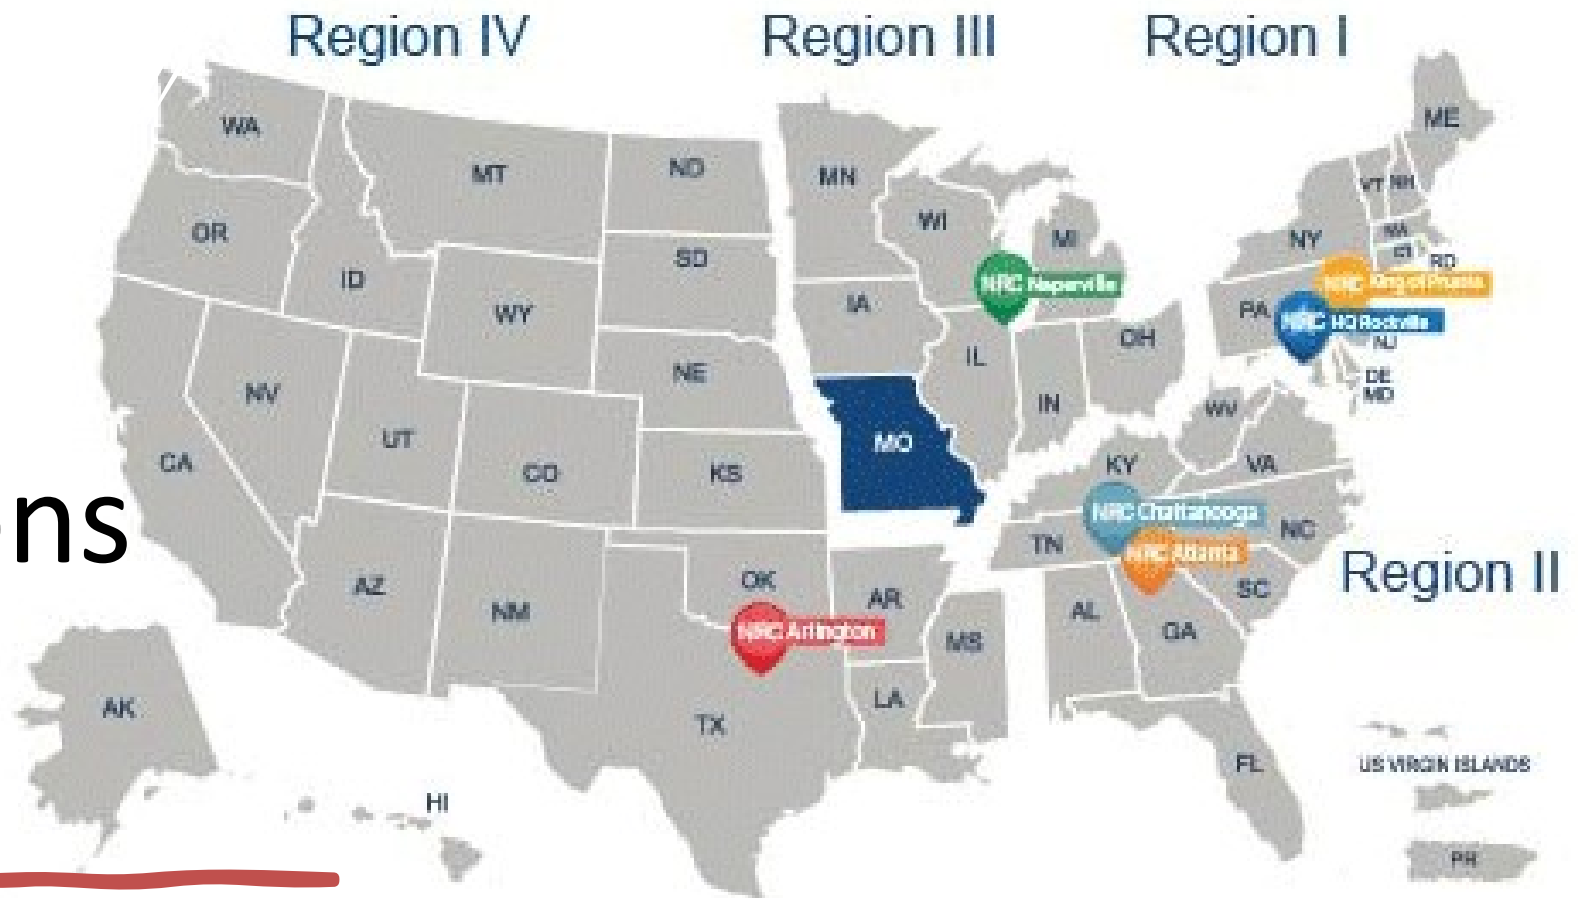 Region IV
Region III
Region I
WA
MT
ND
MN
WI
MI
ME
VT
NH
OR
ID
SD
NY
MA
CT
RD
WY
IA
NRC Naperville
NRC King of Prussia
PA
NRC HQ Rockville
NJ
NV
NE
IL
IN
OH
DE
MD
WV
CA
UT
CO
KS
MO
KY
VA
ns
NRC Chattanooga
TN
NC
NRC Atlanta
Region II
AZ
NM
OK
AR
SC
NRC Arlington
MS
AL
GA
AK
TX
LA
FL
US VIRGIN ISLANDS
HI
PR